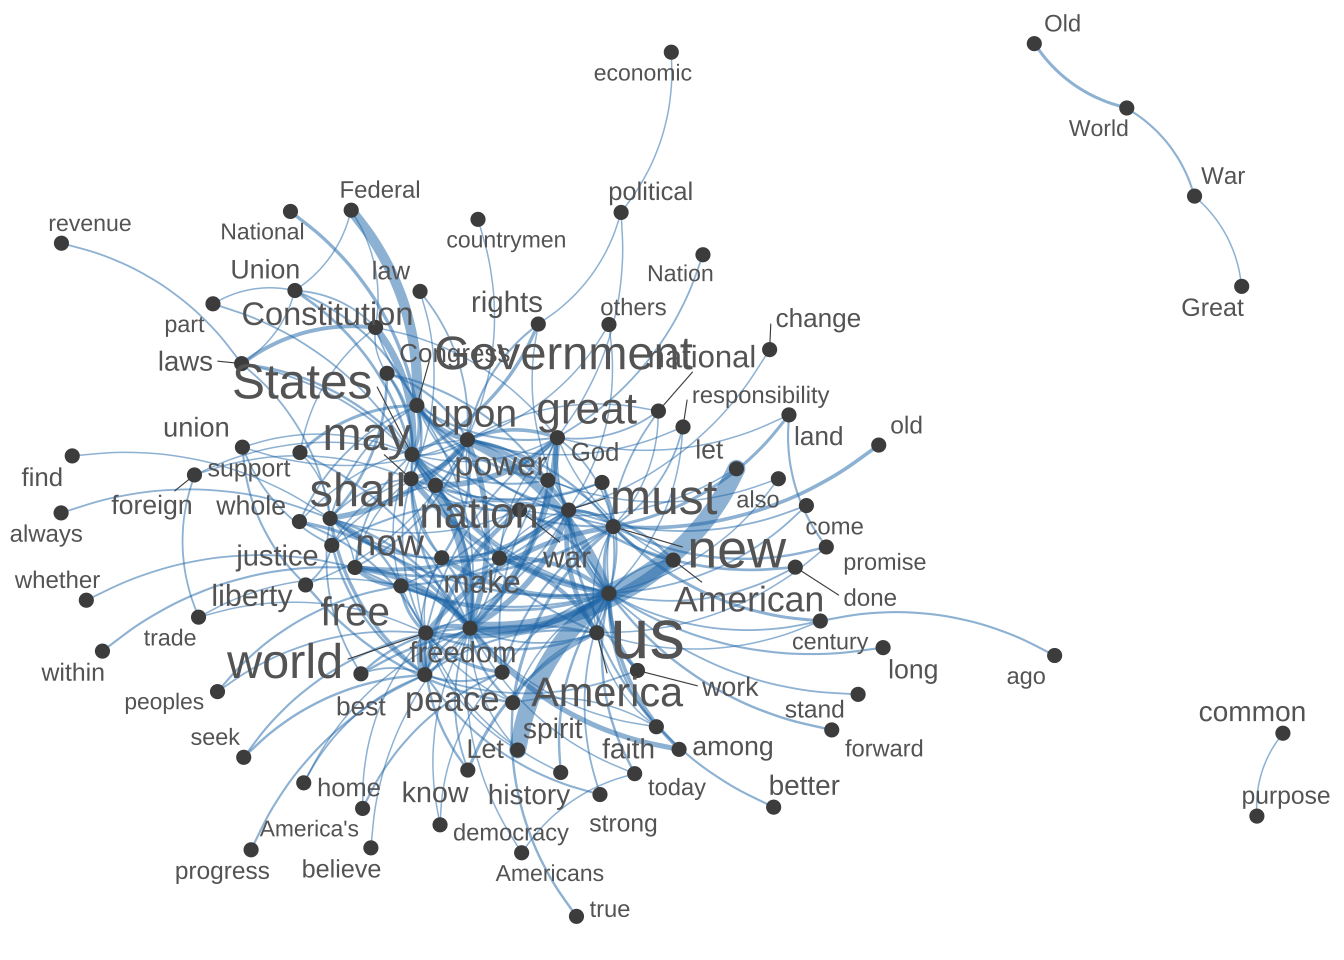 Old
economic
World
War
Federal
political
revenue
National
countrymen
Union
law
Nation
rights
others
Great
part
Constitution
change
laws
Congress
Government
national
States
responsibility
upon
great
old
union
may
God
let
land
find
support
power
foreign
whole
shall
nation
must
also
always
come
justice
now
war
new
promise
whether
liberty
make
American
done
trade
free
us
century
within
world
freedom
long
ago
peoples
best
peace
America
work
stand
common
seek
Let
spirit
faith
among
forward
home
know
history
today
better
purpose
America's
democracy
strong
progress
believe
Americans
true